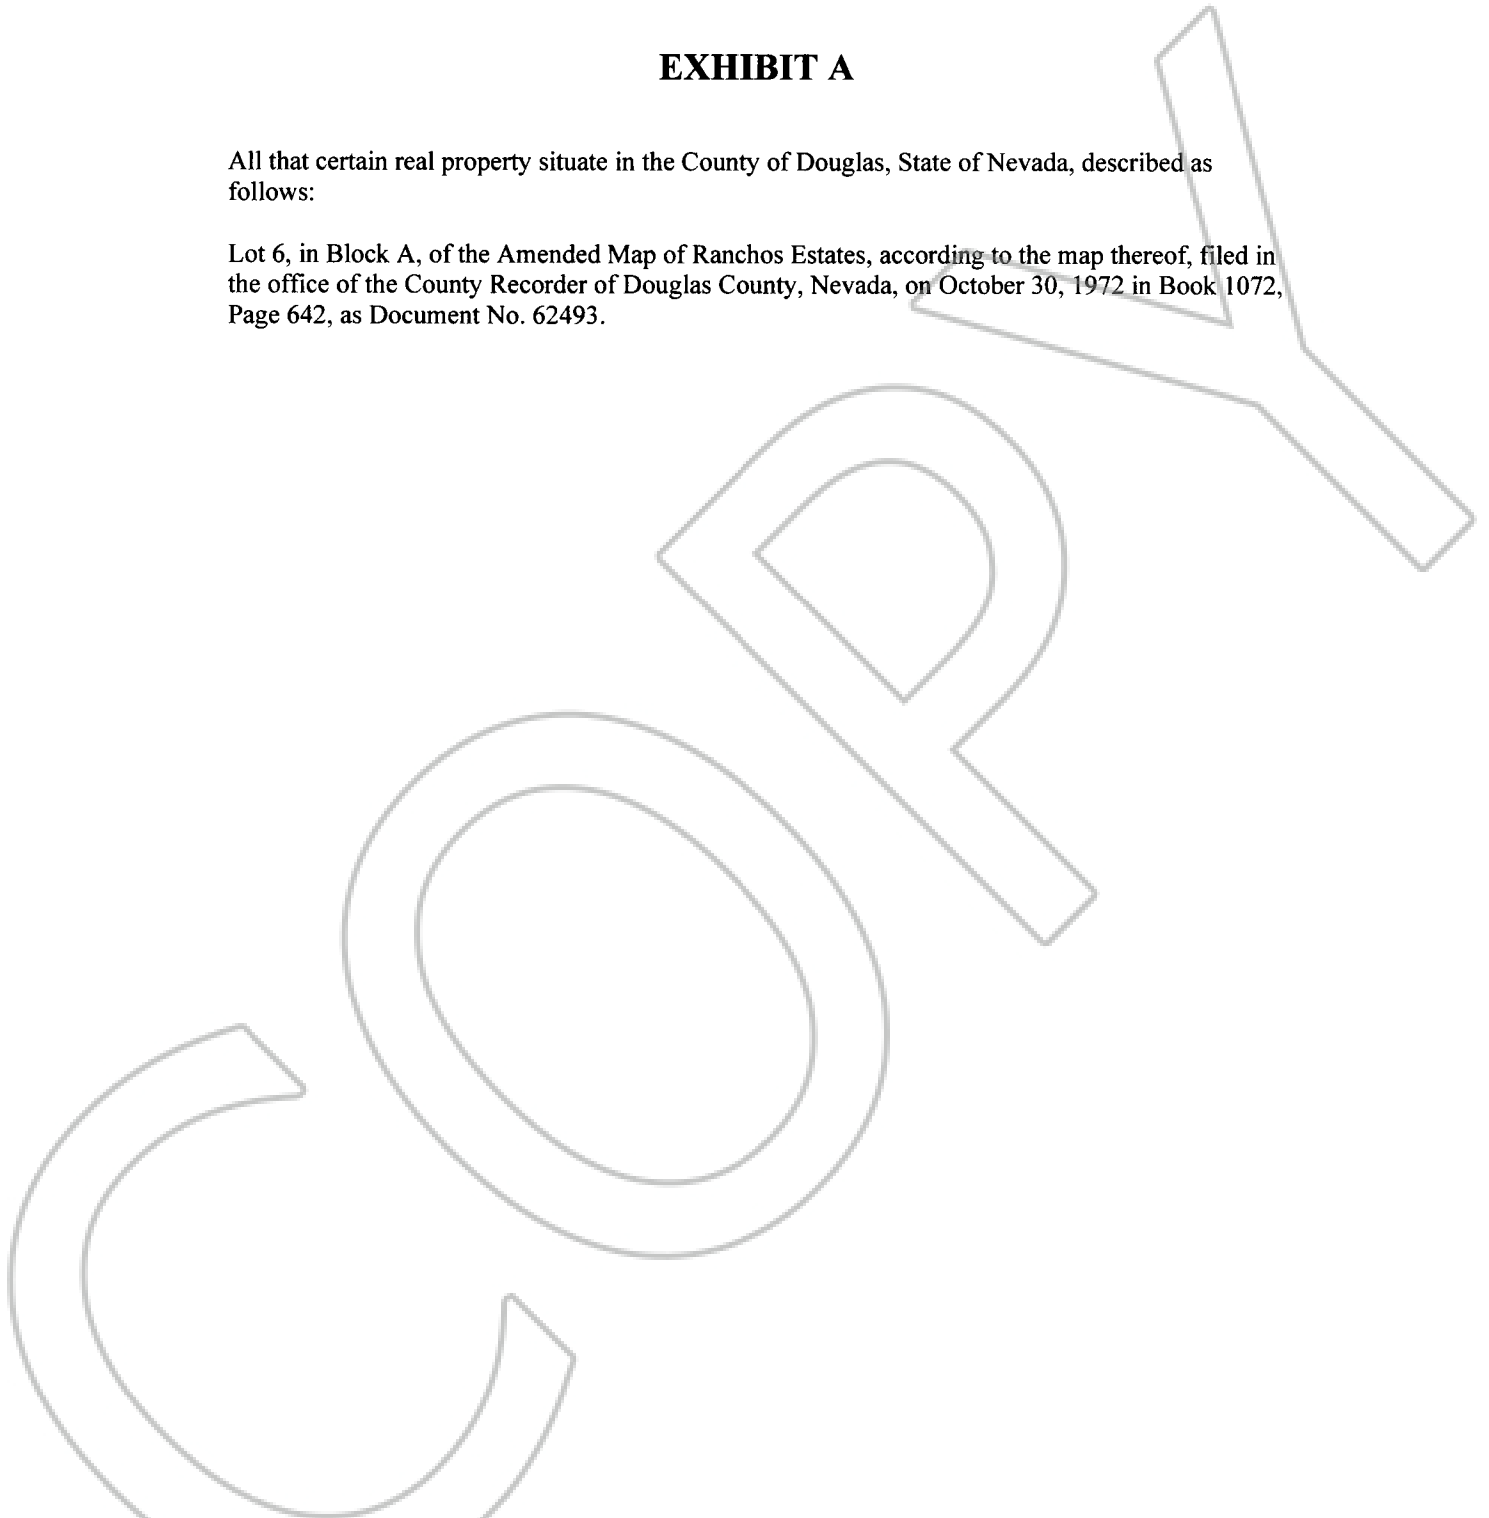 EXHIBIT A
All that certain real property situate in the County of Douglas, State of Nevada, described as
follows:
Lot 6, in Block A, of the Amended Map of Ranchos Estates, according to the map thereof, filed in
the office of the County Recorder of Douglas County, Nevada, on October 30, 1972 in Book 1072,
Page 642, as Document No. 62493.
COPY